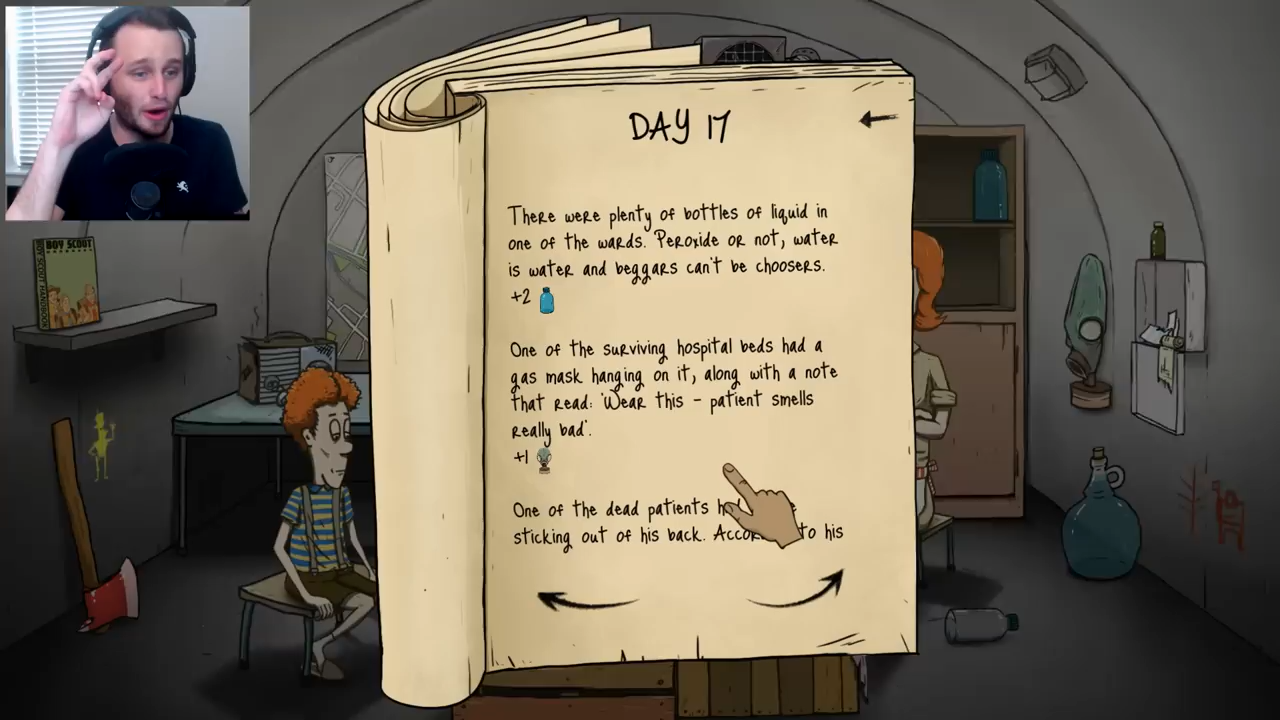 DAY 17
There were plenty of bottles of liquid in
one of the wards. Peroxide or not, water
is water and beggars can't be choosers.
+2
One of the surviving hospital beds had a
gas mask hanging on it, along with a note
that read: 'Wear this - patient smells
really bad'.
+1
One of the dead patients
sticking out of his back. to his
BOY SCOUT
BOY SCOUT HANDBOOK